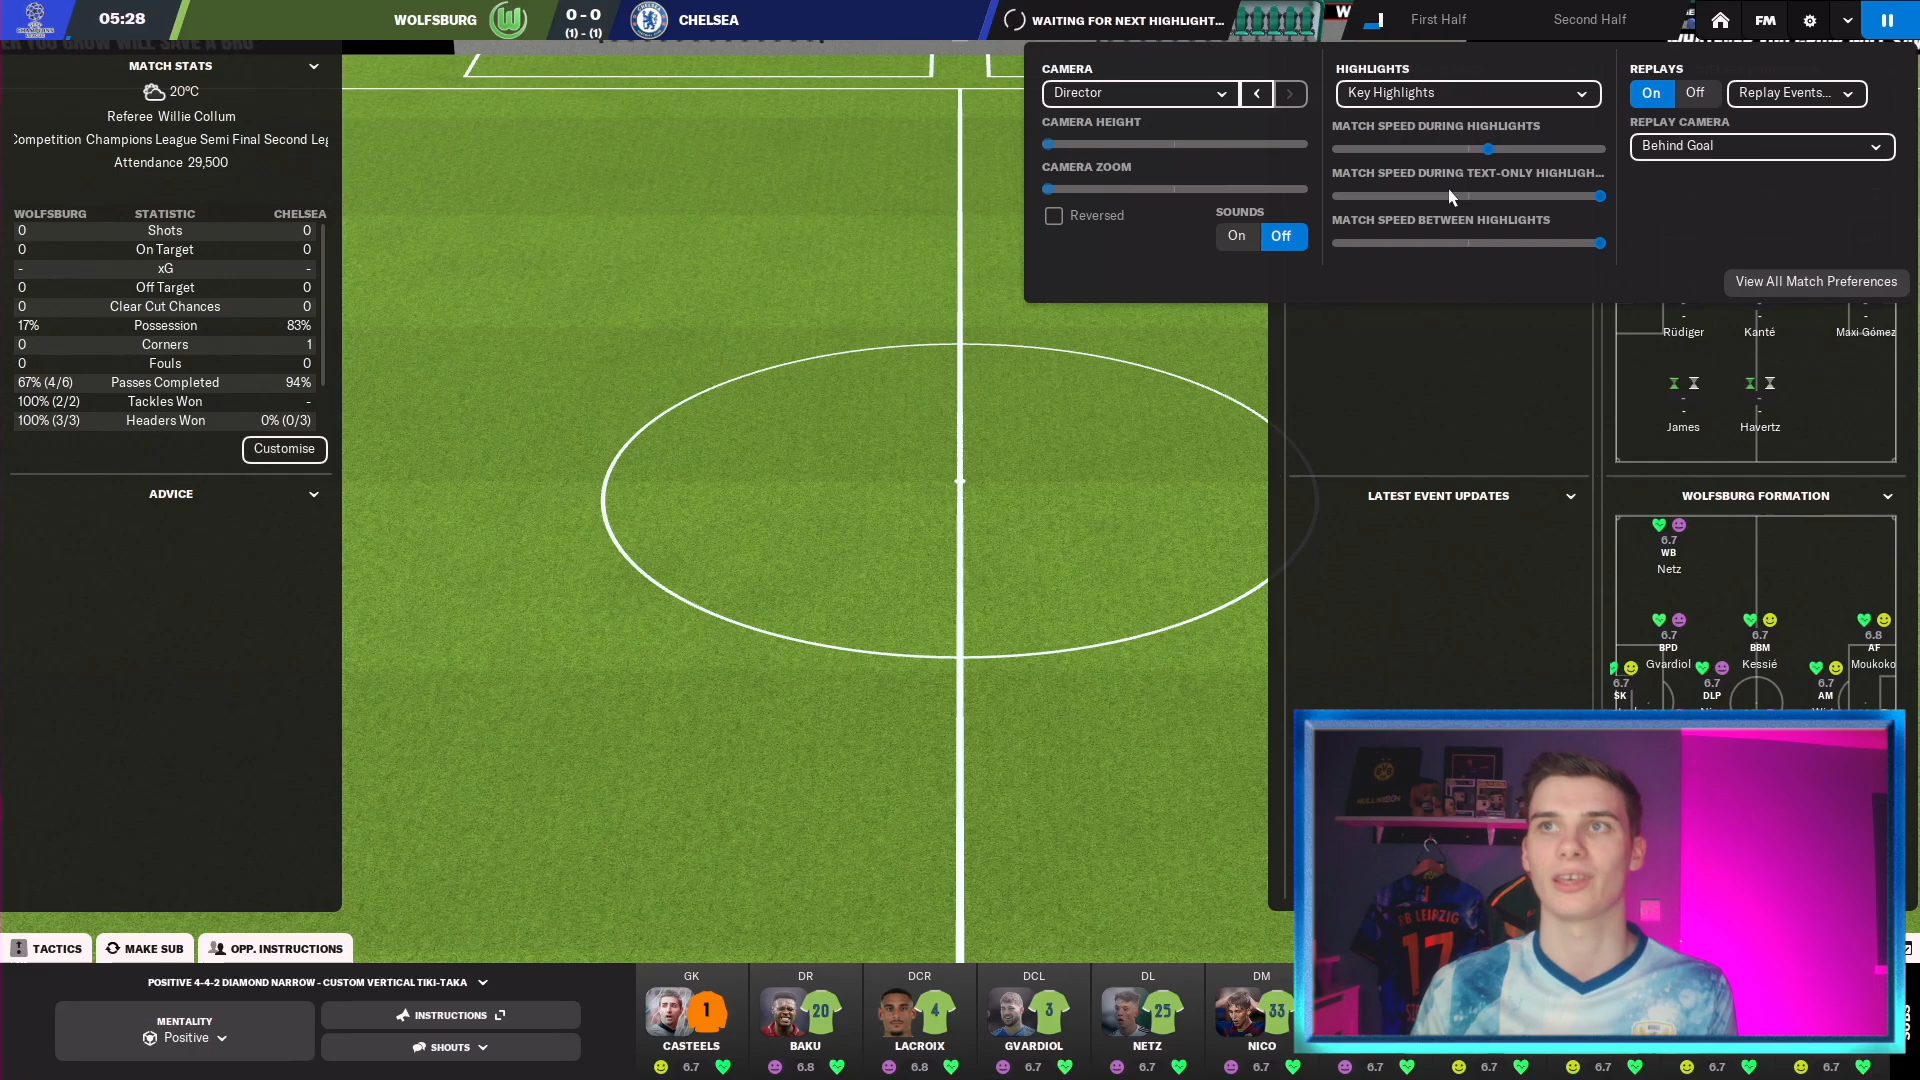 05:28
WOLFSBURG
0 - 0
(1) - (1)
CHELSEA
WAITING FOR NEXT HIGHLIGHT...
First Half
Second Half
FM
MATCH STATS
20ºC
Referee Willie Collum
Competition Champions League Semi Final Second Leg
Attendance 29,500
WOLFSBURG STATISTIC CHELSEA
0 Shots 0
0 On Target 0
- xG -
0 Off Target 0
0 Clear Cut Chances 0
17% Possession 83%
0 Corners 1
0 Fouls 0
67% (4/6) Passes Completed 94%
100% (2/2) Tackles Won -
100% (3/3) Headers Won 0% (0/3)
Customise
ADVICE
CAMERA
Director
CAMERA HEIGHT
CAMERA ZOOM
Reversed
SOUNDS
On Off
HIGHLIGHTS
Key Highlights
MATCH SPEED DURING HIGHLIGHTS
MATCH SPEED DURING TEXT-ONLY HIGHLIGH...
MATCH SPEED BETWEEN HIGHLIGHTS
REPLAYS
On Off Replay Events...
REPLAY CAMERA
Behind Goal
View All Match Preferences
Rüdiger Kanté Maxi Gómez
James Havertz
LATEST EVENT UPDATES
WOLFSBURG FORMATION
6.7
WB
Netz
6.7 6.7 6.8
BPD BBM AF
Gvardiol Kessié Moukoko
6.7 6.7 6.7
SK DLP AM
RB LEIPZIG
17
TACTICS
MAKE SUB
OPP. INSTRUCTIONS
POSITIVE 4-4-2 DIAMOND NARROW - CUSTOM VERTICAL TIKI-TAKA
MENTALITY
Positive
INSTRUCTIONS
SHOUTS
GK DR DCR DCL DL DM
1 20 4 3 25 33
CASTEELS BAKU LACROIX GVARDIOL NETZ NICO
6.7 6.8 6.8 6.7 6.7 6.7 6.7 6.7 6.7 6.7 6.7